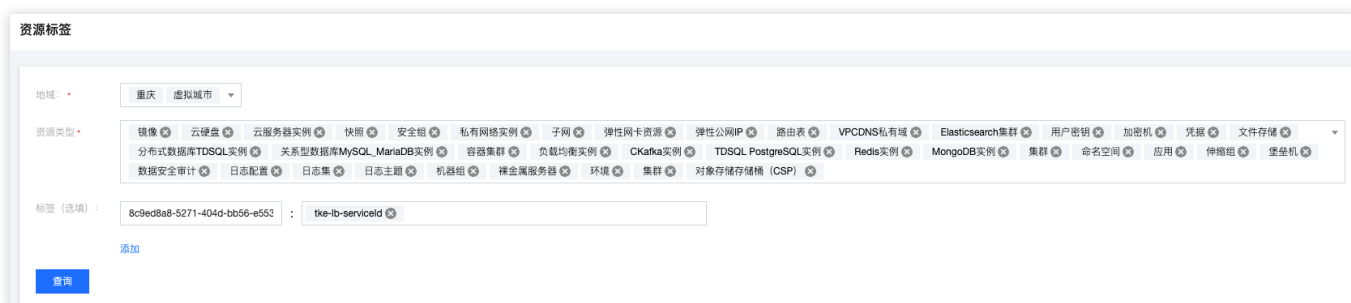 资源标签
地域: * 重庆 虚拟城市
资源类型 * 镜像 云硬盘 云服务器实例 快照 安全组 私有网络实例 子网 弹性网卡资源 弹性公网IP 路由表 VPCDNS私有域 Elasticsearch集群 用户密钥 加密机 凭据 文件存储
分布式数据库TDSQL实例 关系型数据库MySQL_MariaDB实例 容器集群 负载均衡实例 CKafka实例 TDSQL PostgreSQL实例 Redis实例 MongoDB实例 集群 命名空间 应用 伸缩组 堡垒机
数据安全审计 日志配置 日志集 日志主题 机器组 裸金属服务器 环境 集群 对象存储存储桶（CSP）
标签（选填）: 8c9ed8a8-5271-404d-bb56-e553 : tke-lb-serviceId
添加
查询